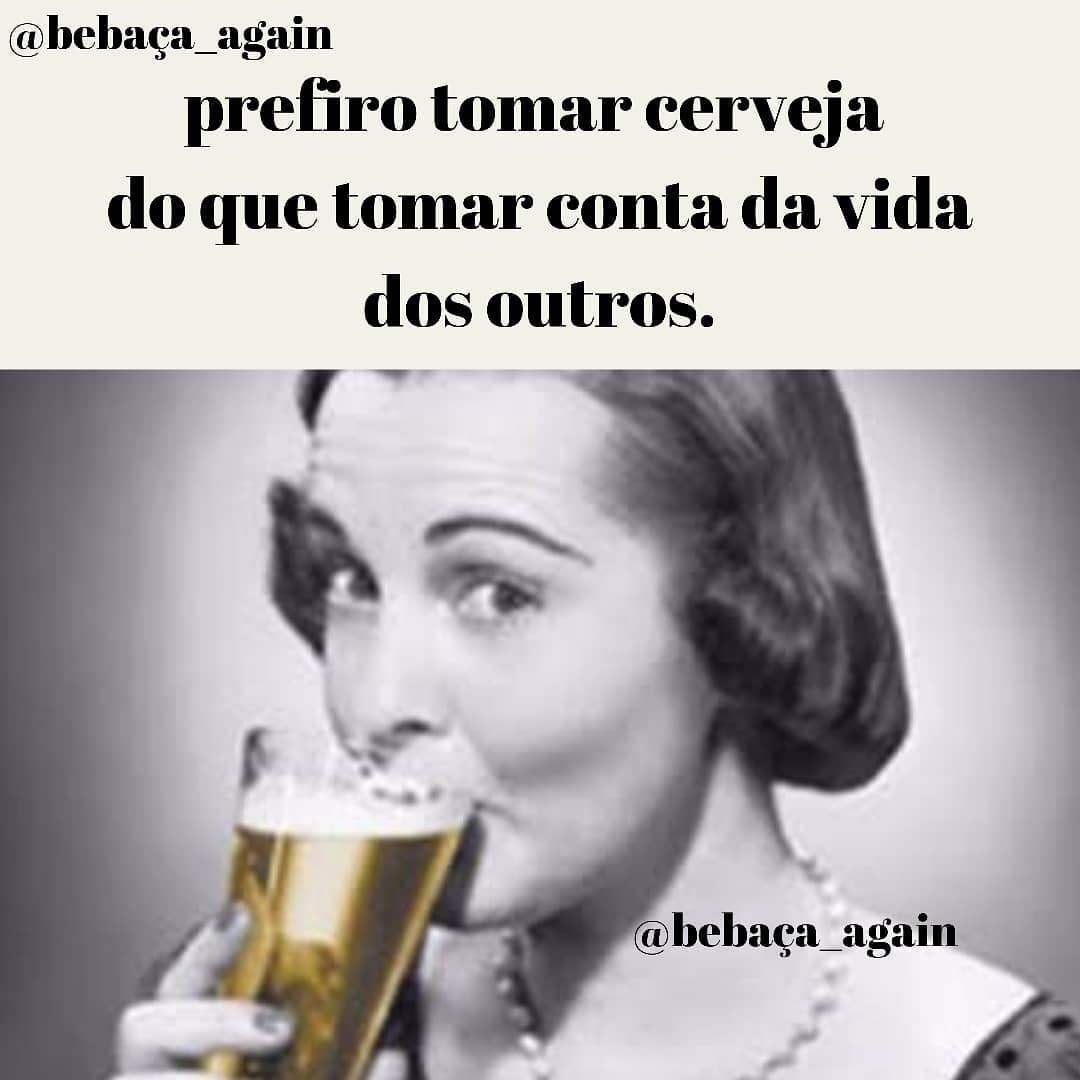 @bebaça_again
prefiro tomar cerveja
do que tomar conta da vida
dos outros.
@bebaça_again